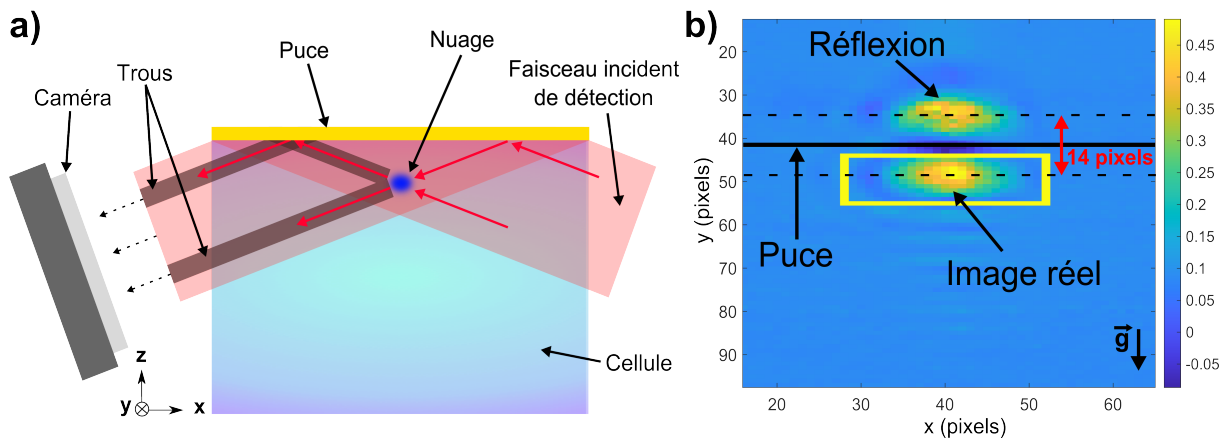 a)
Puce
Nuage
Trous
Faisceau incident
de détection
Caméra
Cellule
z
y
x
b)
Réflexion
14 pixels
Puce
Image réel
g
20
30
40
50
60
70
80
90
y (pixels)
20
30
40
50
60
x (pixels)
0.45
0.4
0.35
0.3
0.25
0.2
0.15
0.1
0.05
0
-0.05